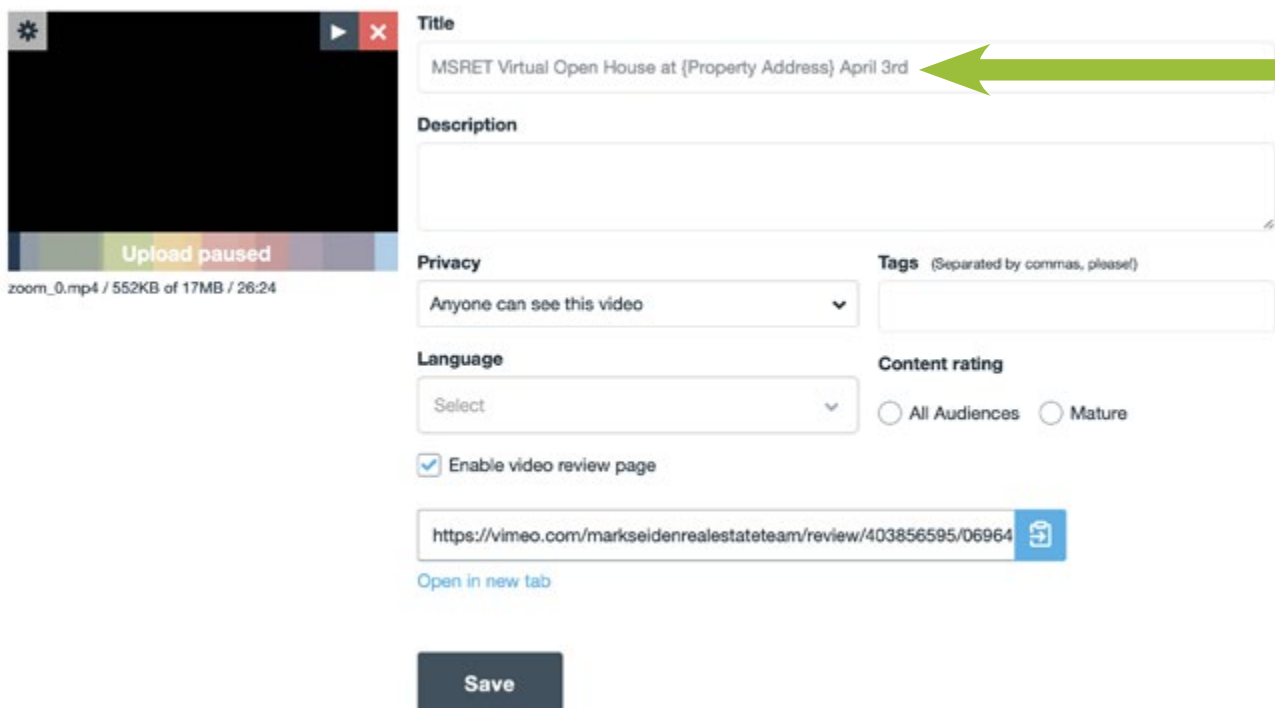 Title
MSRET Virtual Open House at {Property Address} April 3rd
Description
Upload paused
zoom_0.mp4 / 552KB of 17MB / 26:24
Privacy
Anyone can see this video
Tags (Separated by commas, please!)
Language
Select
Content rating
All Audiences
Mature
Enable video review page
https://vimeo.com/markseidenrealestateteam/review/403856595/06964
Open in new tab
Save